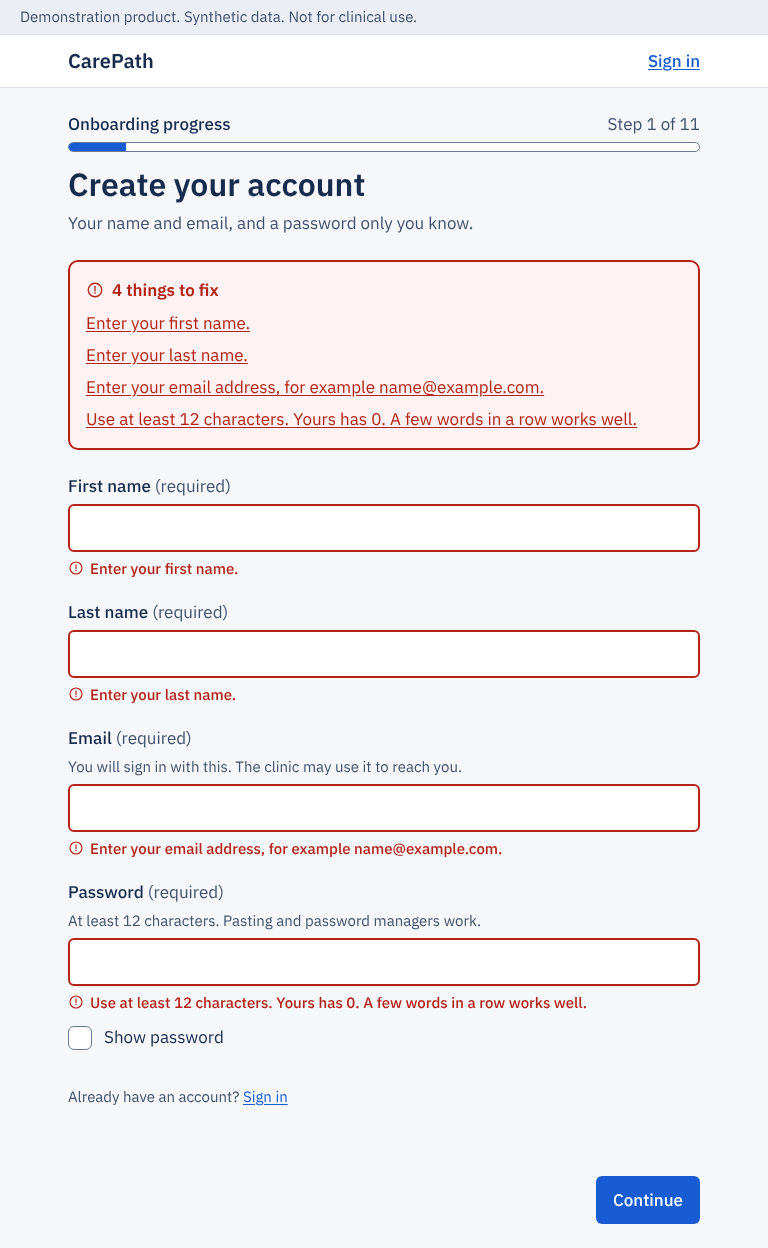 Demonstration product. Synthetic data. Not for clinical use.
CarePath
Sign in
Onboarding progress
Step 1 of 11
Create your account
Your name and email, and a password only you know.
4 things to fix
Enter your first name.
Enter your last name.
Enter your email address, for example name@example.com.
Use at least 12 characters. Yours has 0. A few words in a row works well.
First name (required)
Enter your first name.
Last name (required)
Enter your last name.
Email (required)
You will sign in with this. The clinic may use it to reach you.
Enter your email address, for example name@example.com.
Password (required)
At least 12 characters. Pasting and password managers work.
Use at least 12 characters. Yours has 0. A few words in a row works well.
Show password
Already have an account? Sign in
Continue